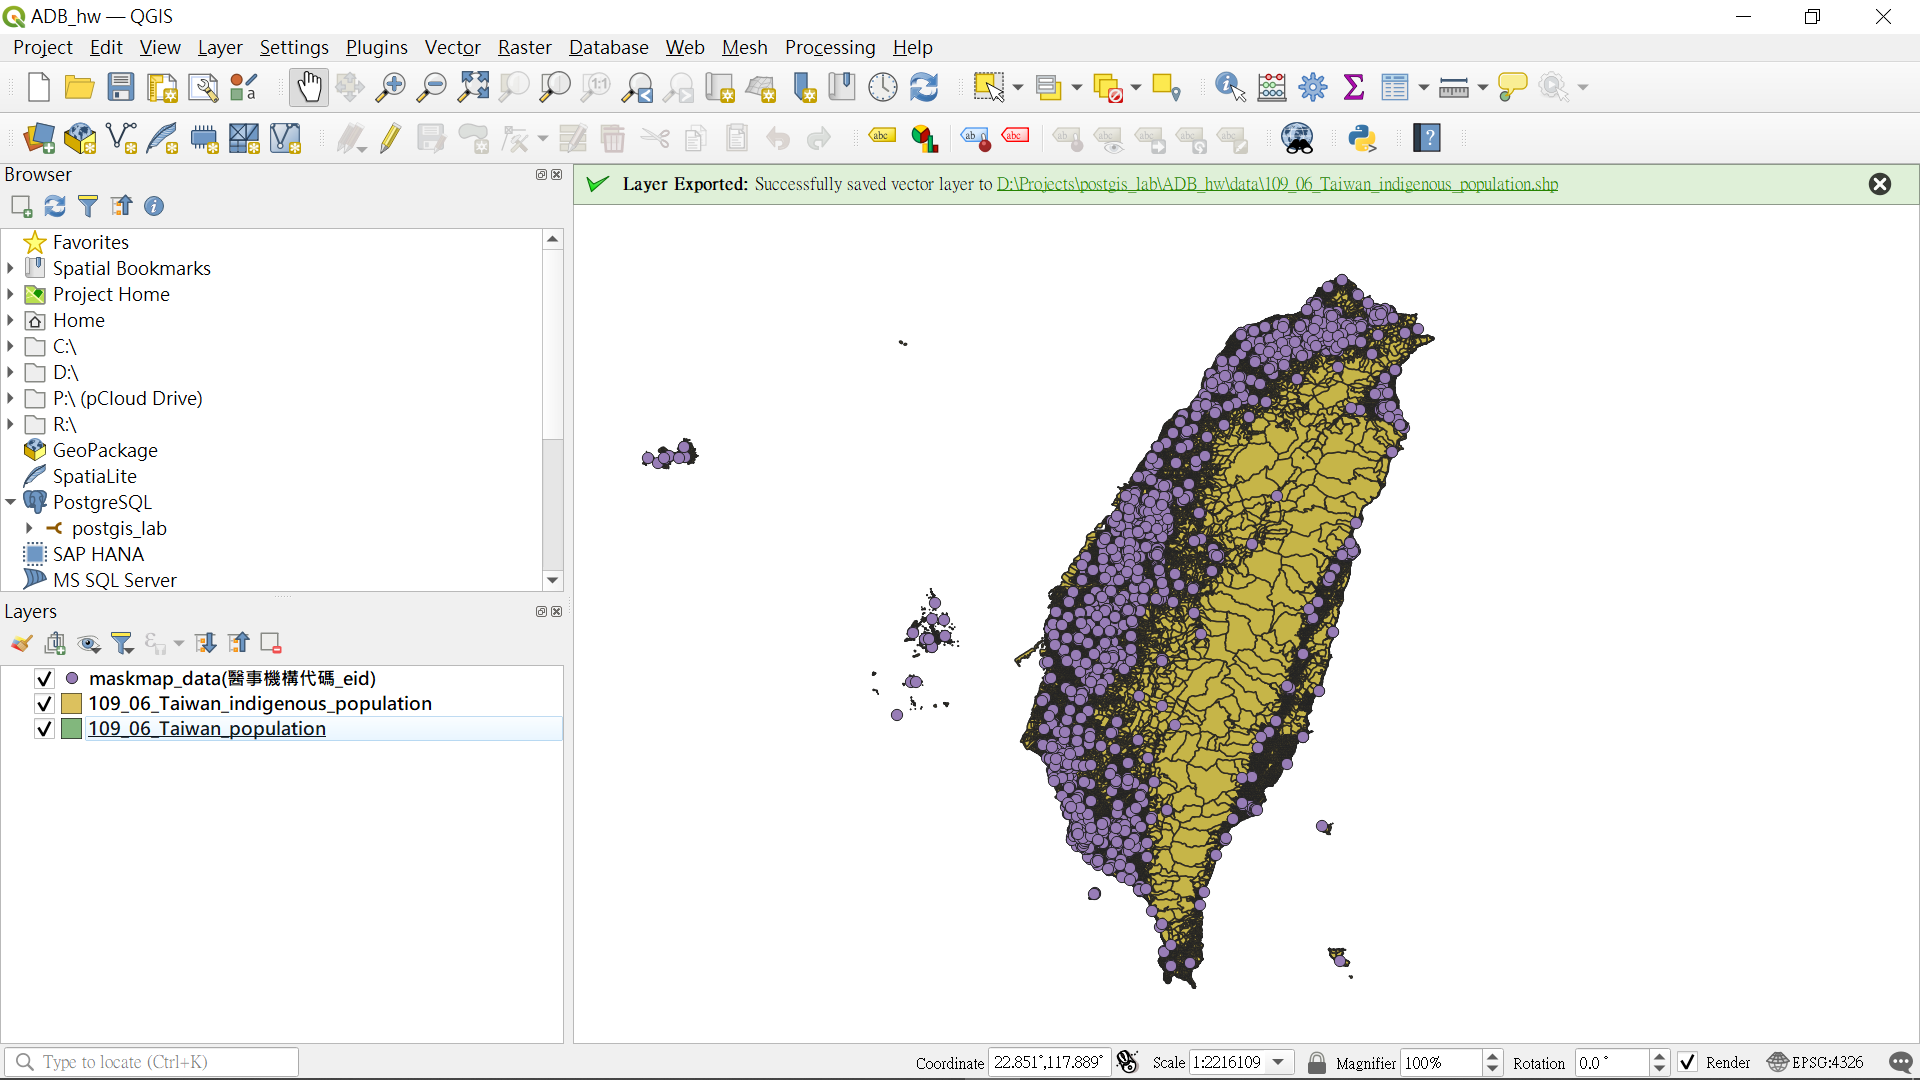 ADB_hw — QGIS
Project Edit View Layer Settings Plugins Vector Raster Database Web Mesh Processing Help
Browser
Layer Exported: Successfully saved vector layer to D:\Projects\postgis_lab\ADB_hw\data\109_06_Taiwan_indigenous_population.shp
Favorites
Spatial Bookmarks
Project Home
Home
C:\
D:\
P:\ (pCloud Drive)
R:\
GeoPackage
SpatiaLite
PostgreSQL
postgis_lab
SAP HANA
MS SQL Server
Layers
maskmap_data(醫事機構代碼_eid)
109_06_Taiwan_indigenous_population
109_06_Taiwan_population
Type to locate (Ctrl+K)
Coordinate 22.851°,117.889° Scale 1:2216109 Magnifier 100% Rotation 0.0 ° Render EPSG:4326